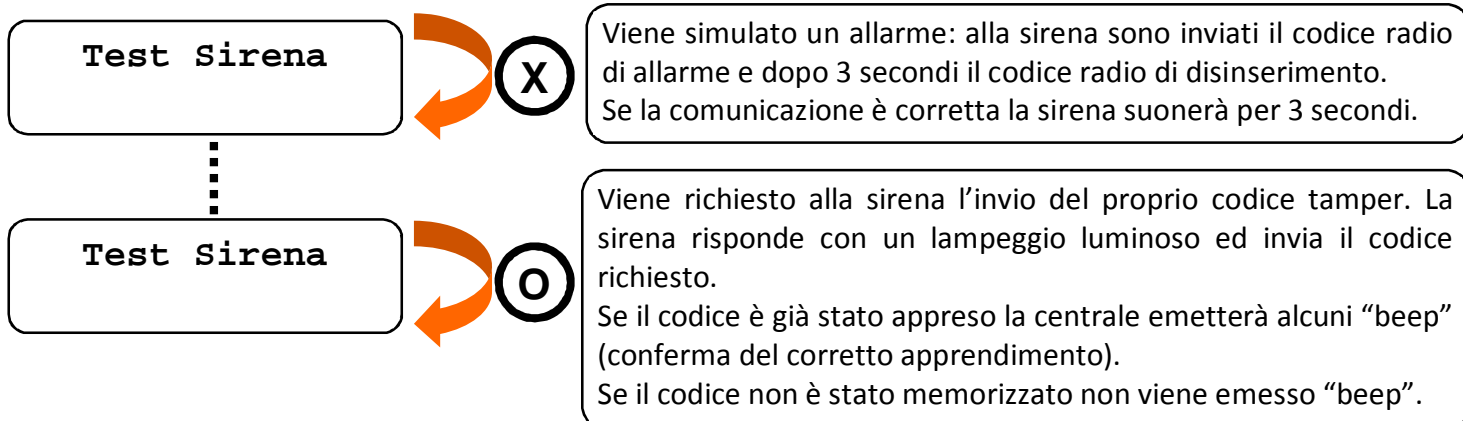 Test Sirena
X
Viene simulato un allarme: alla sirena sono inviati il codice radio
di allarme e dopo 3 secondi il codice radio di disinserimento.
Se la comunicazione è corretta la sirena suonerà per 3 secondi.
Test Sirena
O
Viene richiesto alla sirena l’invio del proprio codice tamper. La
sirena risponde con un lampeggio luminoso ed invia il codice
richiesto.
Se il codice è già stato appreso la centrale emetterà alcuni “beep”
(conferma del corretto apprendimento).
Se il codice non è stato memorizzato non viene emesso “beep”.